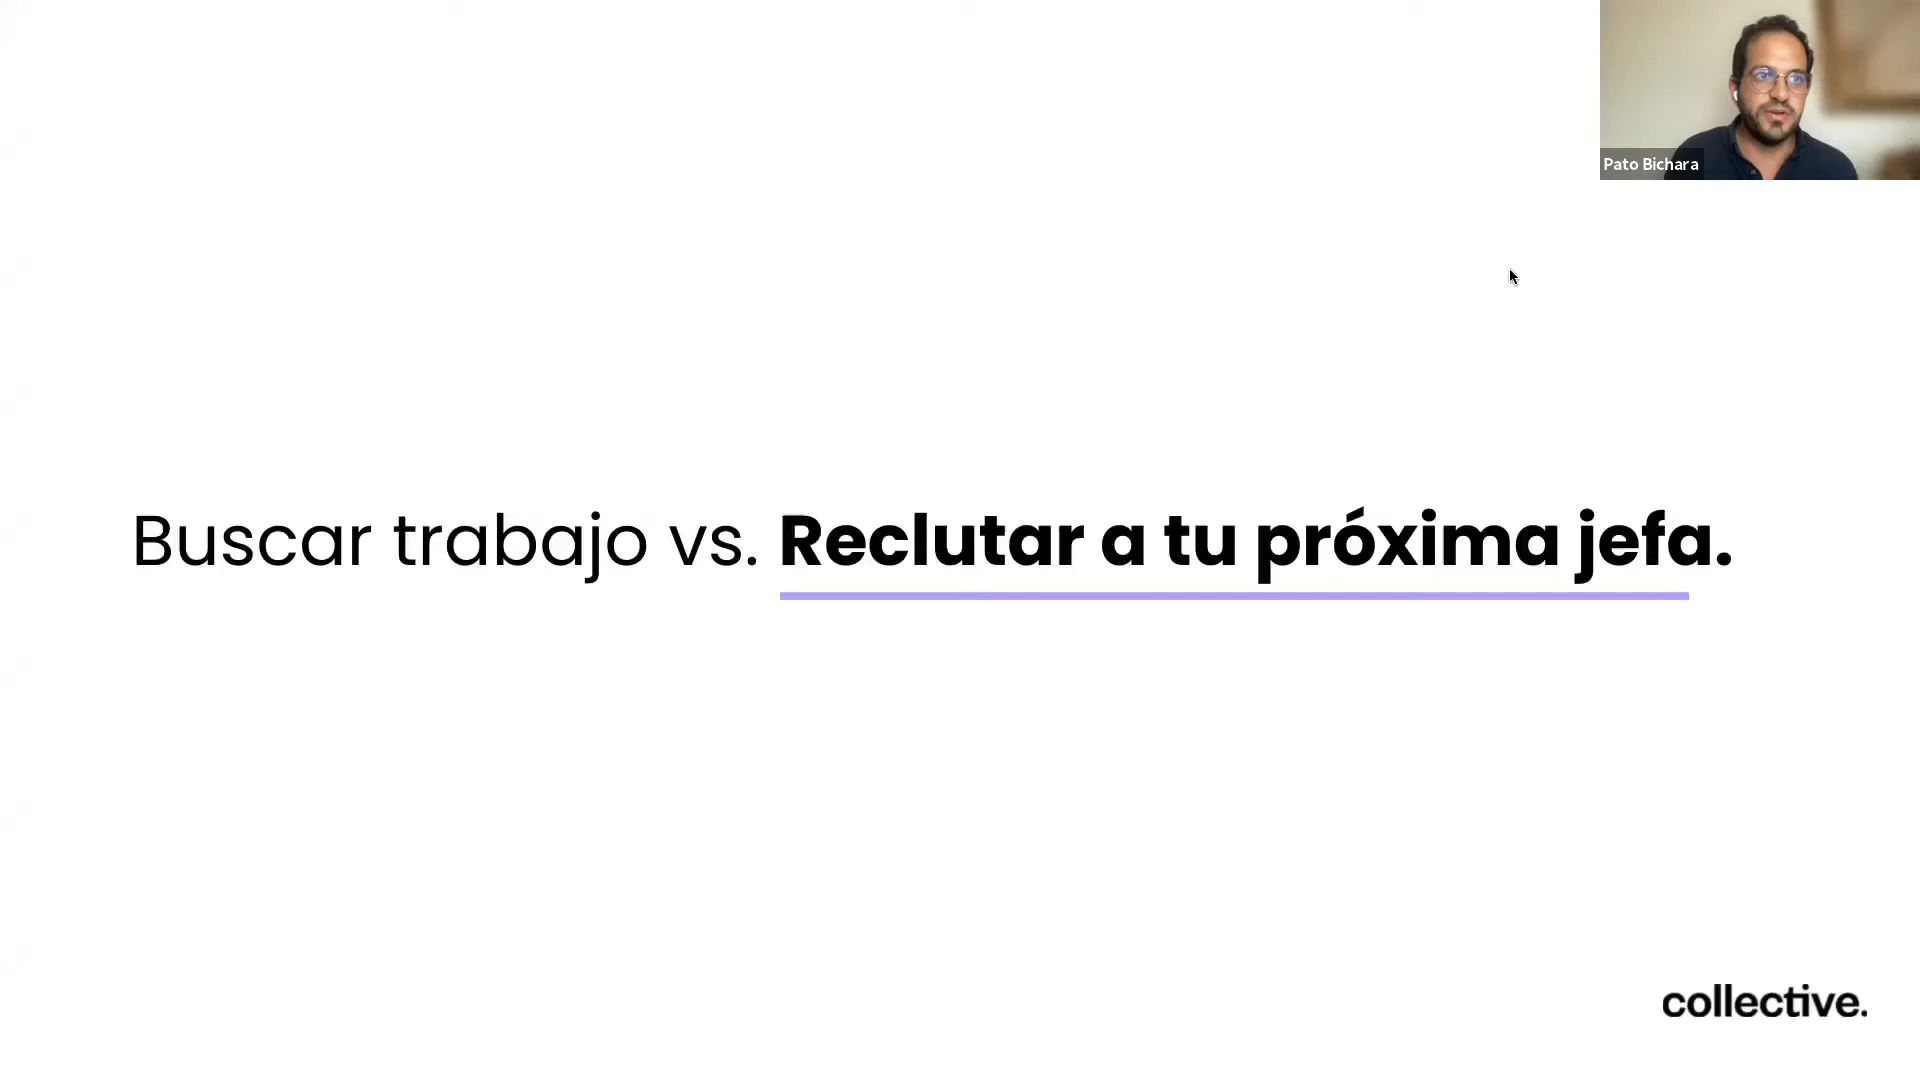 Pato Bichara
Buscar trabajo vs. Reclutar a tu próxima jefa.
collective.